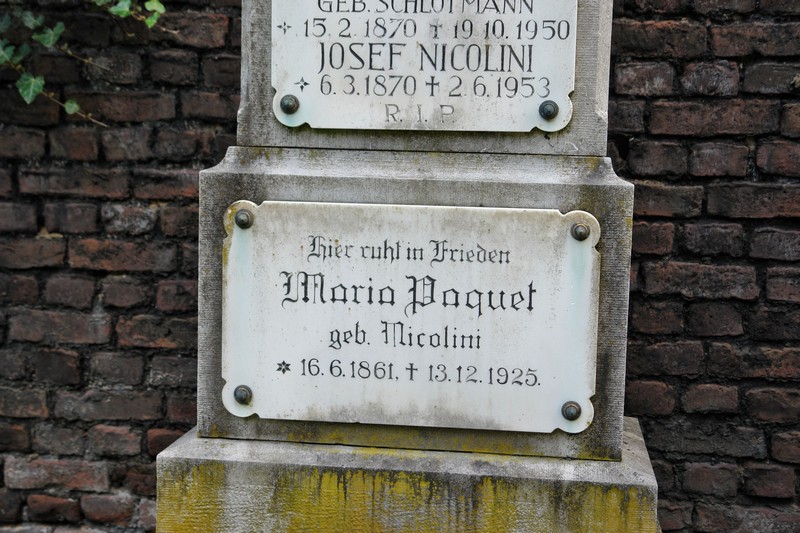 GEB. SCHLOTMANN
✧ 15.2.1870 † 19.10.1950
JOSEF NICOLINI
✧ 6.3.1870 † 2.6.1953
R.I.P
Hier ruht in Frieden
Maria Paquet
geb. Nicolini
✶ 16.6.1861, † 13.12.1925.